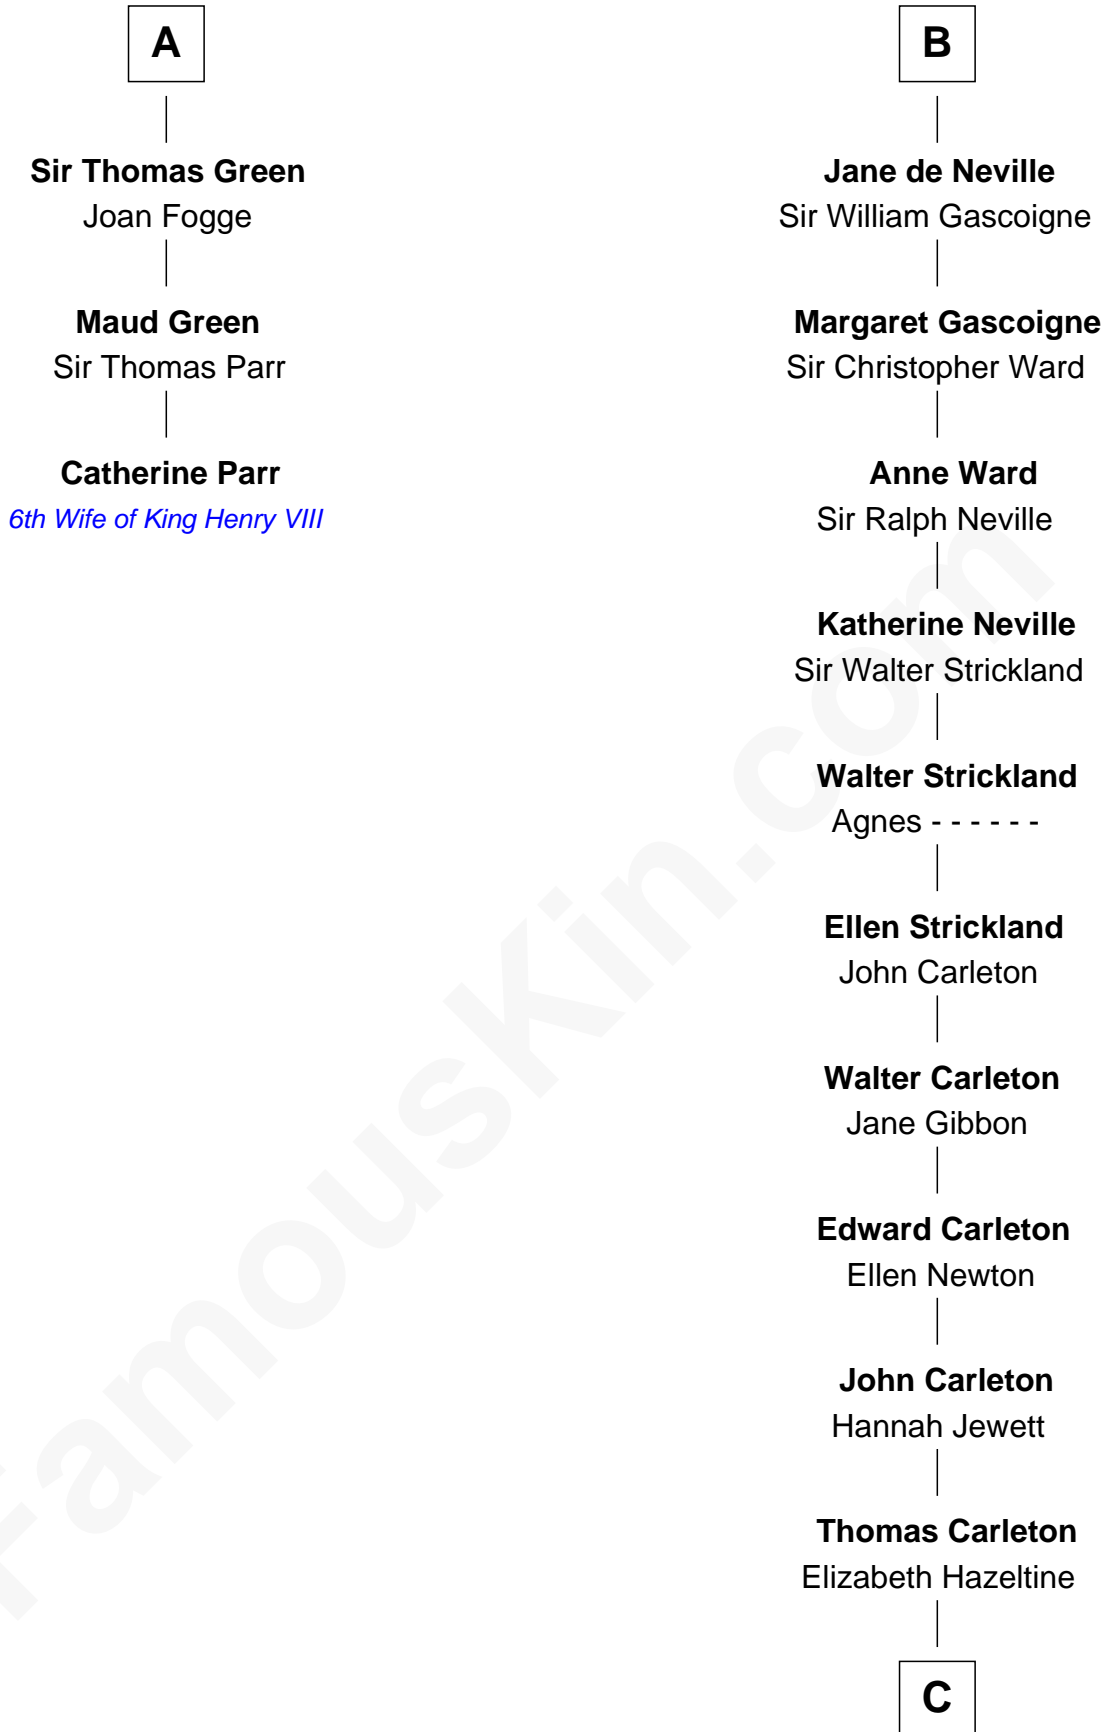 A
Sir Thomas Green
Joan Fogge
Maud Green
Sir Thomas Parr
Catherine Parr
6th Wife of King Henry VIII
B
Jane de Neville
Sir William Gascoigne
Margaret Gascoigne
Sir Christopher Ward
Anne Ward
Sir Ralph Neville
Katherine Neville
Sir Walter Strickland
Walter Strickland
Agnes - - - - - -
Ellen Strickland
John Carleton
Walter Carleton
Jane Gibbon
Edward Carleton
Ellen Newton
John Carleton
Hannah Jewett
Thomas Carleton
Elizabeth Hazeltine
C
FamousKin.com